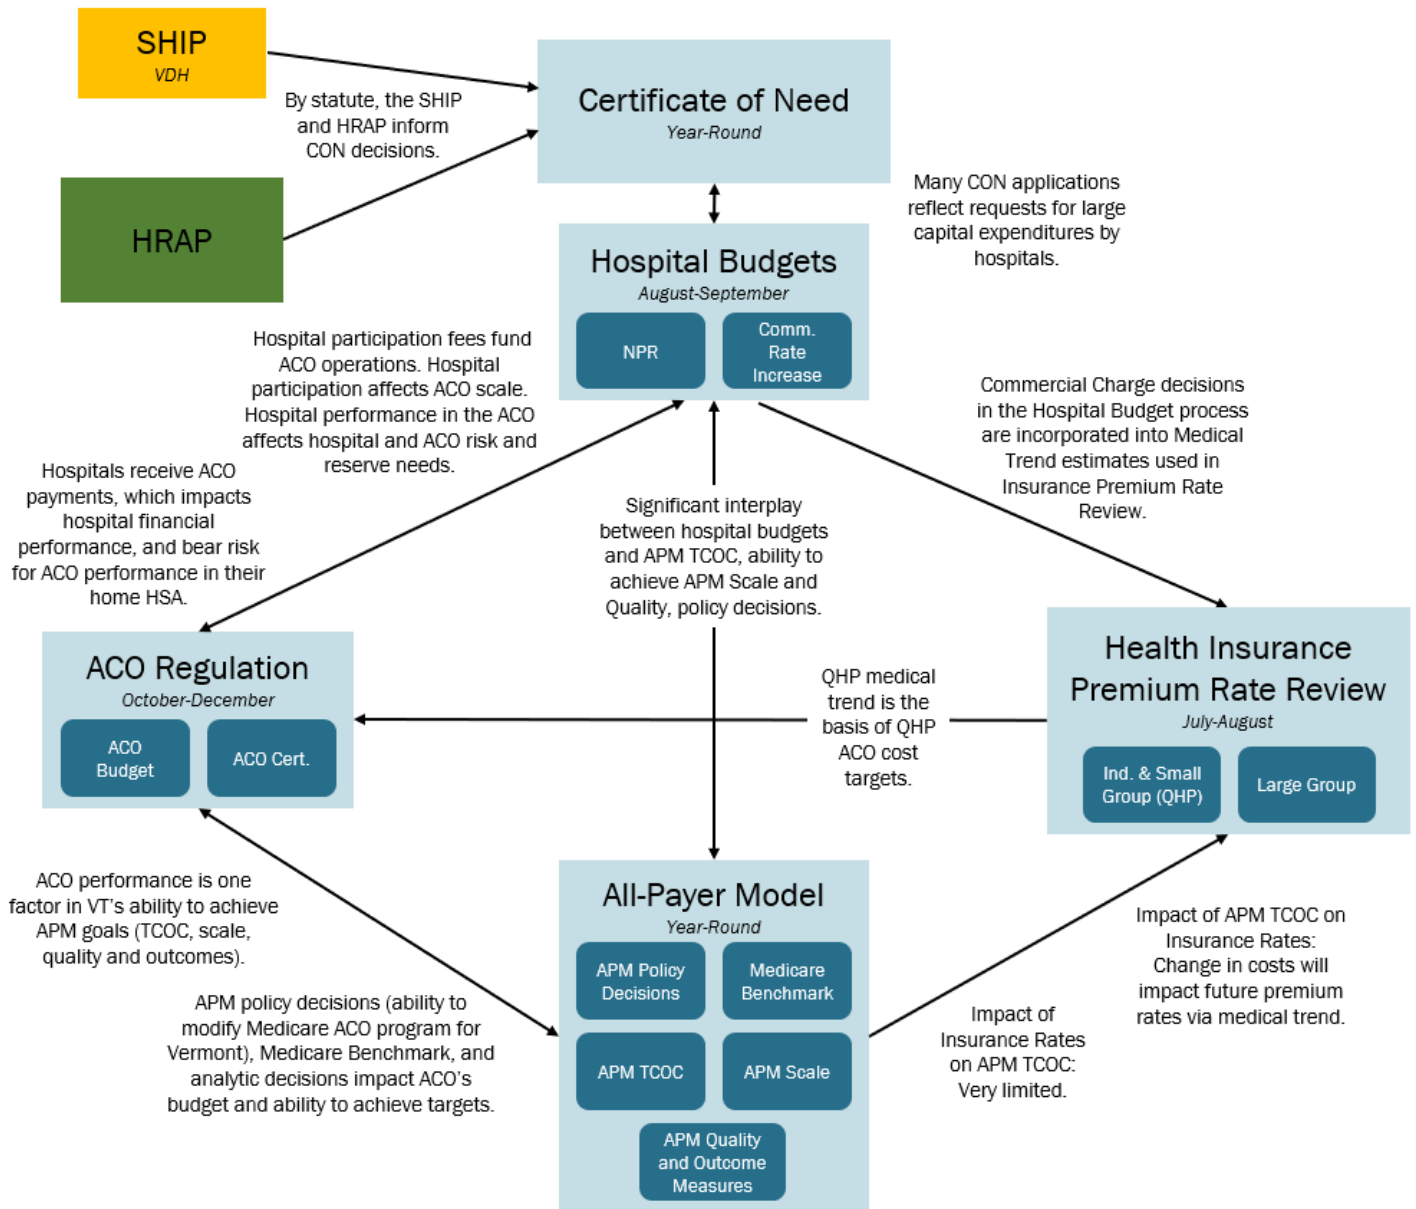 SHIP
VDH
By statute, the SHIP
and HRAP inform
CON decisions.
HRAP
Certificate of Need
Year-Round
Many CON applications
reflect requests for large
capital expenditures by
hospitals.
Hospital Budgets
August-September
NPR
Comm.
Rate
Increase
Hospital participation fees fund
ACO operations. Hospital
participation affects ACO scale.
Hospital performance in the ACO
affects hospital and ACO risk and
reserve needs.
Hospitals receive ACO
payments, which impacts
hospital financial
performance, and bear risk
for ACO performance in their
home HSA.
Commercial Charge decisions
in the Hospital Budget process
are incorporated into Medical
Trend estimates used in
Insurance Premium Rate
Review.
Significant interplay
between hospital budgets
and APM TCOC, ability to
achieve APM Scale and
Quality, policy decisions.
ACO Regulation
October-December
ACO
Budget
ACO Cert.
QHP medical
trend is the
basis of QHP
ACO cost
targets.
Health Insurance
Premium Rate Review
July-August
Ind. & Small
Group (QHP)
Large Group
ACO performance is one
factor in VT's ability to achieve
APM goals (TCOC, scale,
quality and outcomes).
APM policy decisions (ability to
modify Medicare ACO program for
Vermont), Medicare Benchmark, and
analytic decisions impact ACO's
budget and ability to achieve targets.
All-Payer Model
Year-Round
APM Policy
Decisions
Medicare
Benchmark
APM TCOC
APM Scale
APM Quality
and Outcome
Measures
Impact of
Insurance Rates
on APM TCOC:
Very limited.
Impact of APM TCOC on
Insurance Rates:
Change in costs will
impact future premium
rates via medical trend.